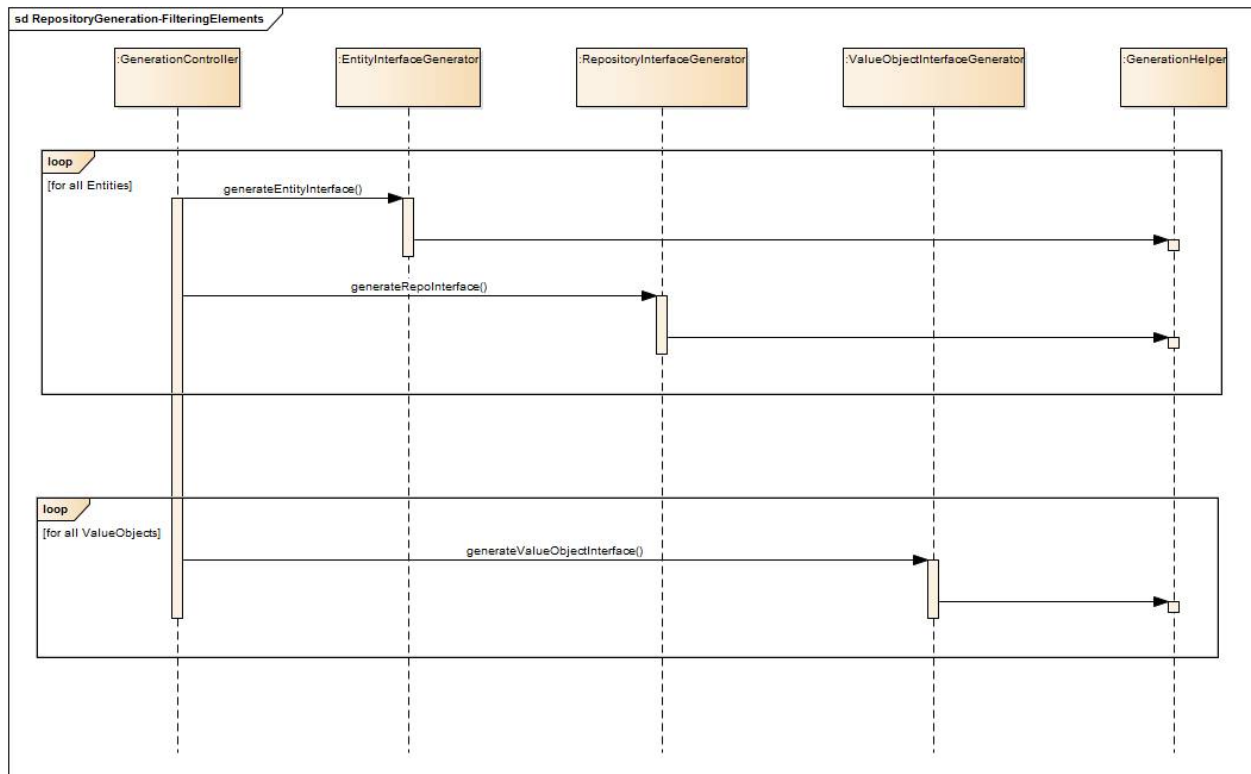 sd RepositoryGeneration-FilteringElements
:GenerationController
:EntityInterfaceGenerator
:RepositoryInterfaceGenerator
:ValueObjectInterfaceGenerator
:GenerationHelper
loop
[for all Entities]
generateEntityInterface()
generateRepoInterface()
loop
[for all ValueObjects]
generateValueObjectInterface()